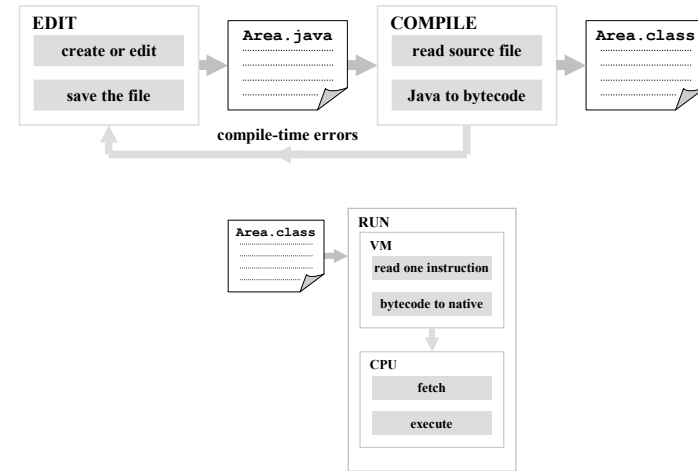 EDIT
create or edit
save the file
Area.java
COMPILE
read source file
Java to bytecode
Area.class
compile-time errors
Area.class
RUN
VM
read one instruction
bytecode to native
CPU
fetch
execute